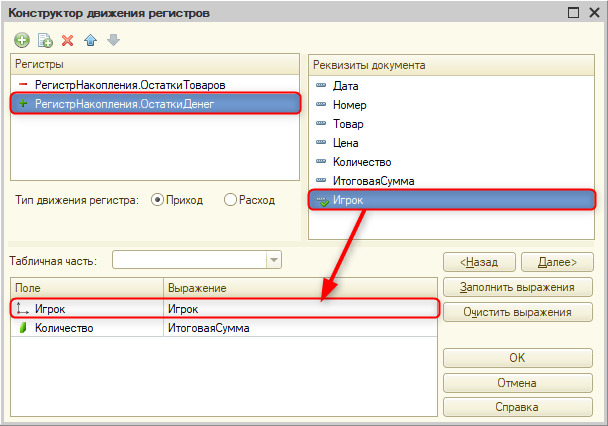 Конструктор движения регистров
Регистры
РегистрНакопления.ОстаткиТоваров
РегистрНакопления.ОстаткиДенег
Тип движения регистра:
Приход
Расход
Реквизиты документа
Дата
Номер
Товар
Цена
Количество
ИтоговаяСумма
Игрок
Табличная часть:
<Назад
Далее>
Заполнить выражения
Очистить выражения
Поле
Выражение
Игрок
Игрок
Количество
ИтоговаяСумма
OK
Отмена
Справка